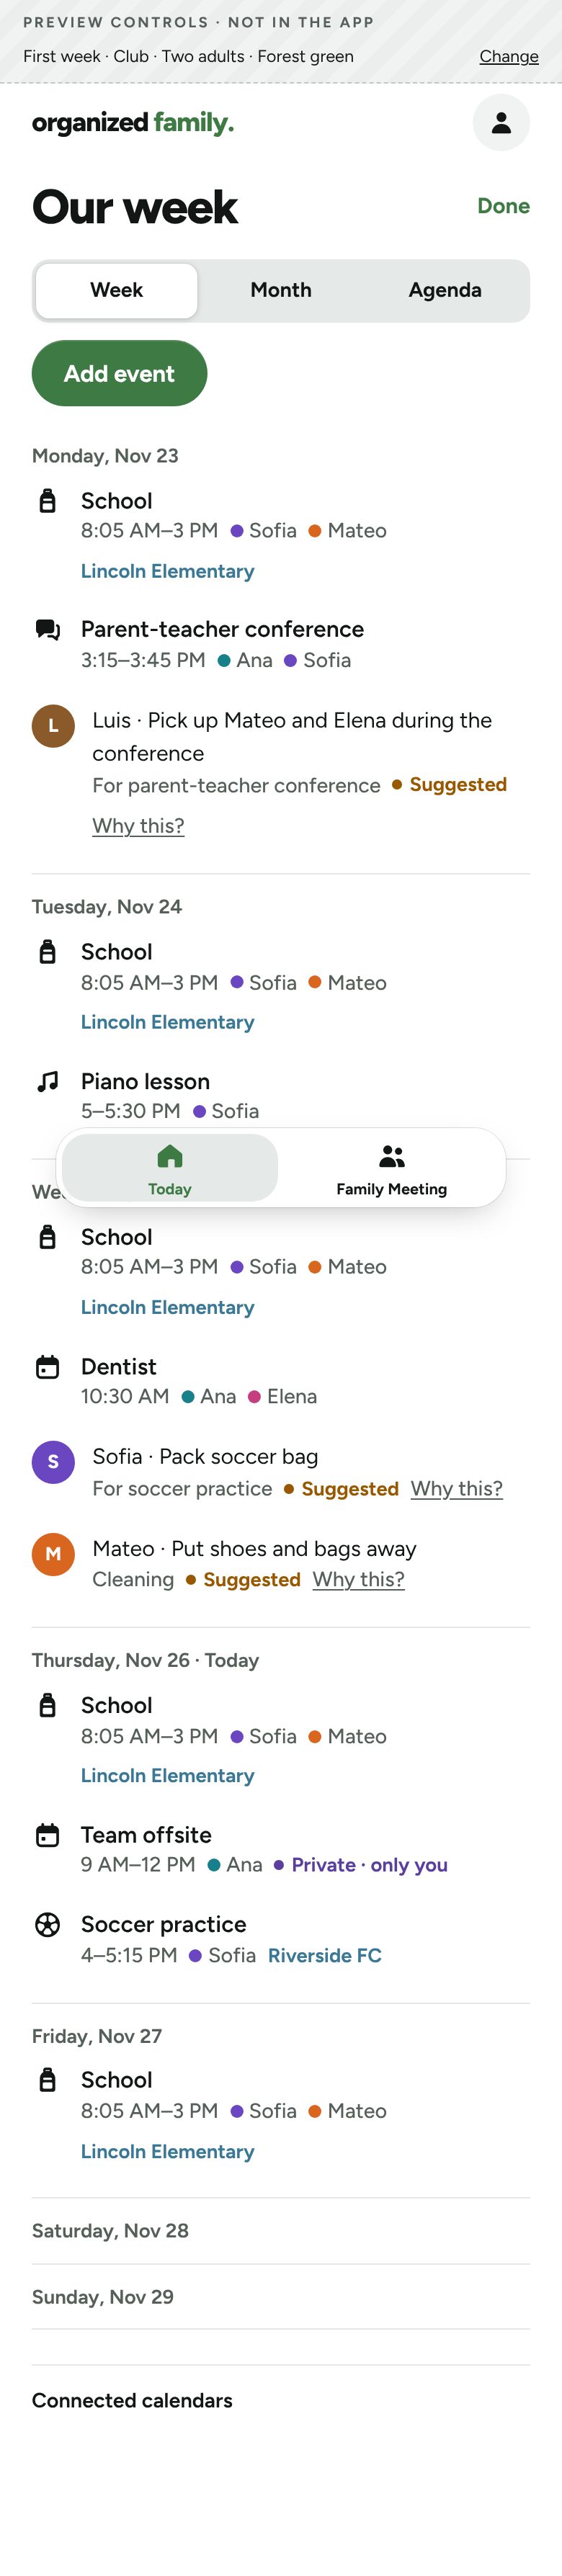 PREVIEW CONTROLS · NOT IN THE APP
First week · Club · Two adults · Forest green Change
organized family.
Our week Done
Week Month Agenda
Add event
Monday, Nov 23
School
8:05 AM–3 PM Sofia Mateo
Lincoln Elementary
Parent-teacher conference
3:15–3:45 PM Ana Sofia
L Luis · Pick up Mateo and Elena during the
conference
For parent-teacher conference Suggested
Why this?
Tuesday, Nov 24
School
8:05 AM–3 PM Sofia Mateo
Lincoln Elementary
Piano lesson
5–5:30 PM Sofia
Today Family Meeting
School
8:05 AM–3 PM Sofia Mateo
Lincoln Elementary
Dentist
10:30 AM Ana Elena
S Sofia · Pack soccer bag
For soccer practice Suggested Why this?
M Mateo · Put shoes and bags away
Cleaning Suggested Why this?
Thursday, Nov 26 · Today
School
8:05 AM–3 PM Sofia Mateo
Lincoln Elementary
Team offsite
9 AM–12 PM Ana Private · only you
Soccer practice
4–5:15 PM Sofia Riverside FC
Friday, Nov 27
School
8:05 AM–3 PM Sofia Mateo
Lincoln Elementary
Saturday, Nov 28
Sunday, Nov 29
Connected calendars